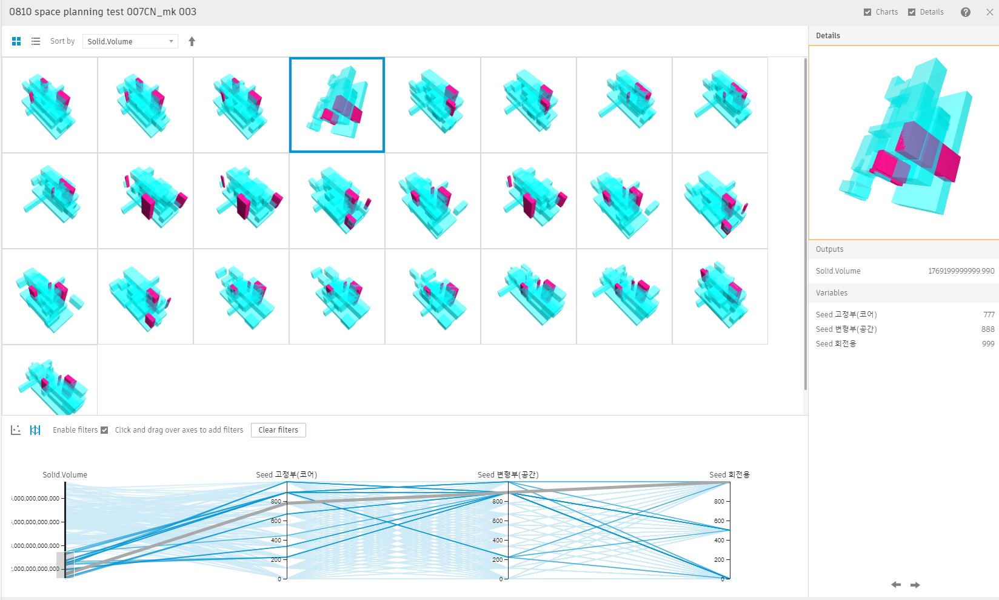 0810 space planning test 007CN_mk 003
Charts
Details
?
Sort by
Solid.Volume
Details
Outputs
Solid.Volume 1769199999999.990
Variables
Seed 고정부(코어) 777
Seed 변형부(공간) 888
Seed 회전용 999
Enable filters
Click and drag over axes to add filters
Clear filters
Solid.Volume
Seed 고정부(코어)
Seed 변형부(공간)
Seed 회전용
,000,000,000,000
,000,000,000,000
,000,000,000,000
2,000,000,000,000
800
600
400
200
0
800
600
400
200
0
800
600
400
200
0